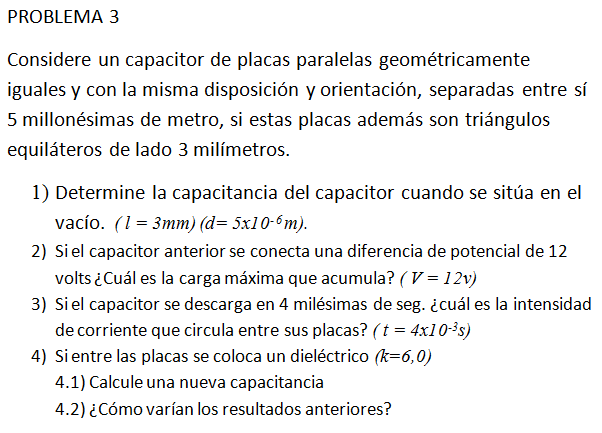 PROBLEMA 3
Considere un capacitor de placas paralelas geométricamente
iguales y con la misma disposición y orientación, separadas entre sí
5 millonésimas de metro, si estas placas además son triángulos
equiláteros de lado 3 milímetros.
1) Determine la capacitancia del capacitor cuando se sitúa en el
vacío. ( l = 3mm) (d= 5x10⁻⁶m).
2) Si el capacitor anterior se conecta una diferencia de potencial de 12
volts ¿Cuál es la carga máxima que acumula? ( V = 12v)
3) Si el capacitor se descarga en 4 milésimas de seg. ¿cuál es la intensidad
de corriente que circula entre sus placas? ( t = 4x10⁻³s)
4) Si entre las placas se coloca un dieléctrico (k=6,0)
4.1) Calcule una nueva capacitancia
4.2) ¿Cómo varían los resultados anteriores?